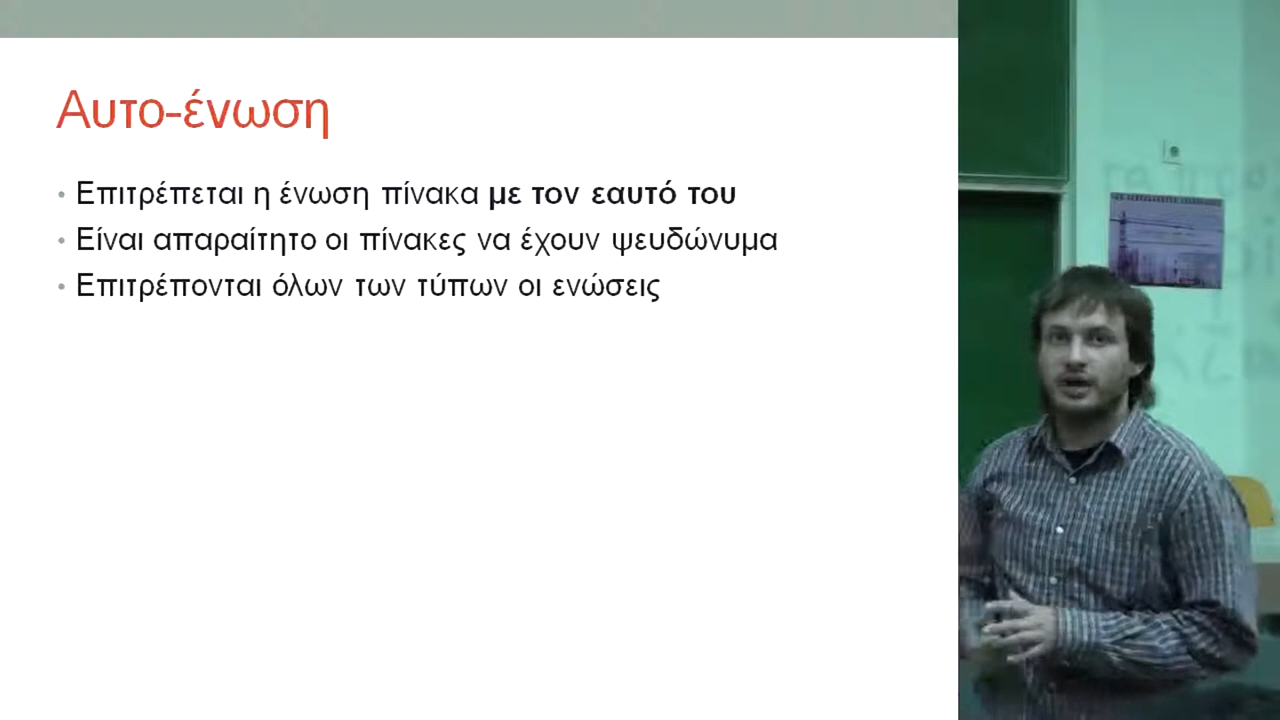 Αυτο-ένωση
• Επιτρέπεται η ένωση πίνακα με τον εαυτό του
• Είναι απαραίτητο οι πίνακες να έχουν ψευδώνυμα
• Επιτρέπονται όλων των τύπων οι ενώσεις